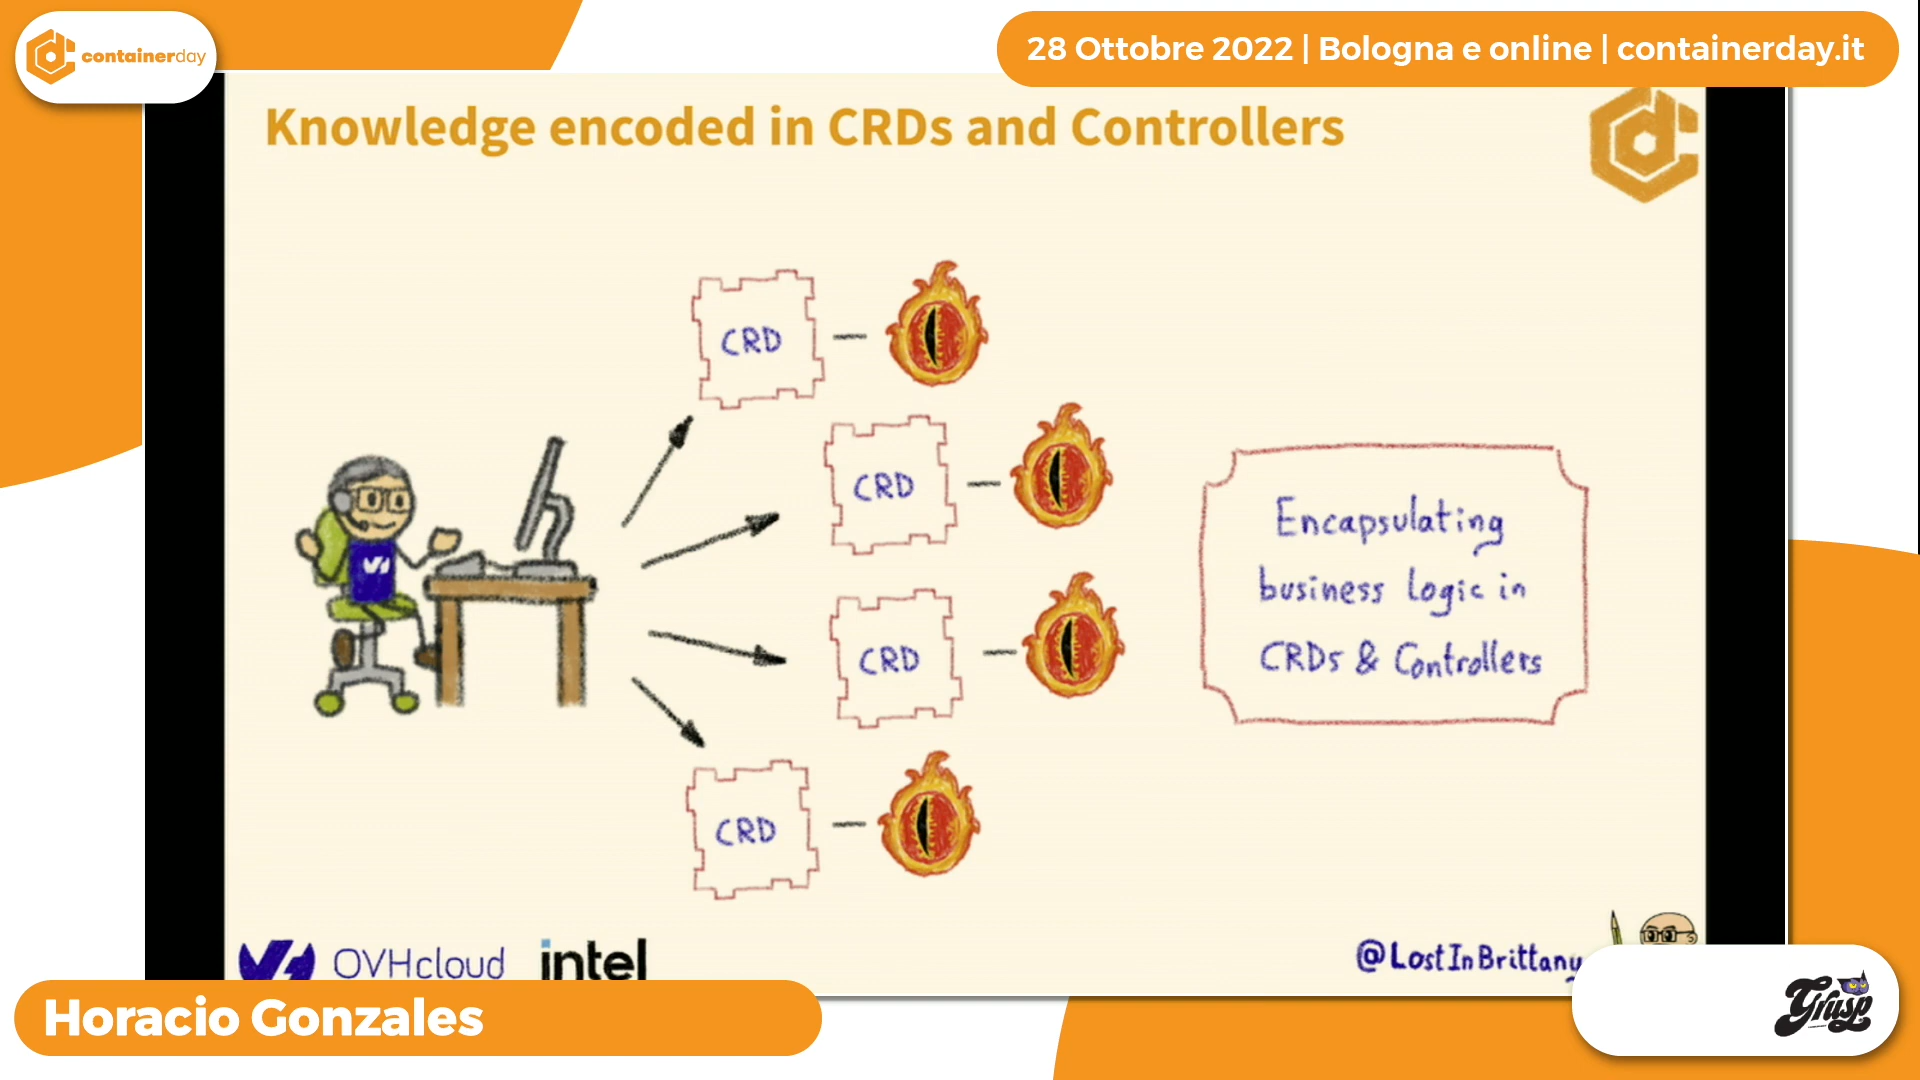 containerday
28 Ottobre 2022 | Bologna e online | containerday.it
Knowledge encoded in CRDs and Controllers
CRD
CRD
CRD
CRD
Encapsulating
business logic in
CRDs & Controllers
OVHcloud
intel
@LostInBrittany
Horacio Gonzales
Grusp